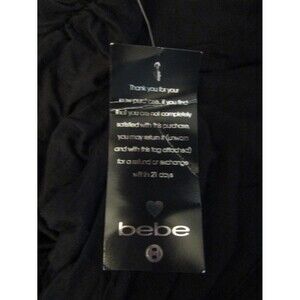 Thank you for your
new purchase. If you find
that you are not completely
satisfied with this purchase,
you may return it (unworn
and with this tag attached)
for a refund or exchange
within 21 days
bebe